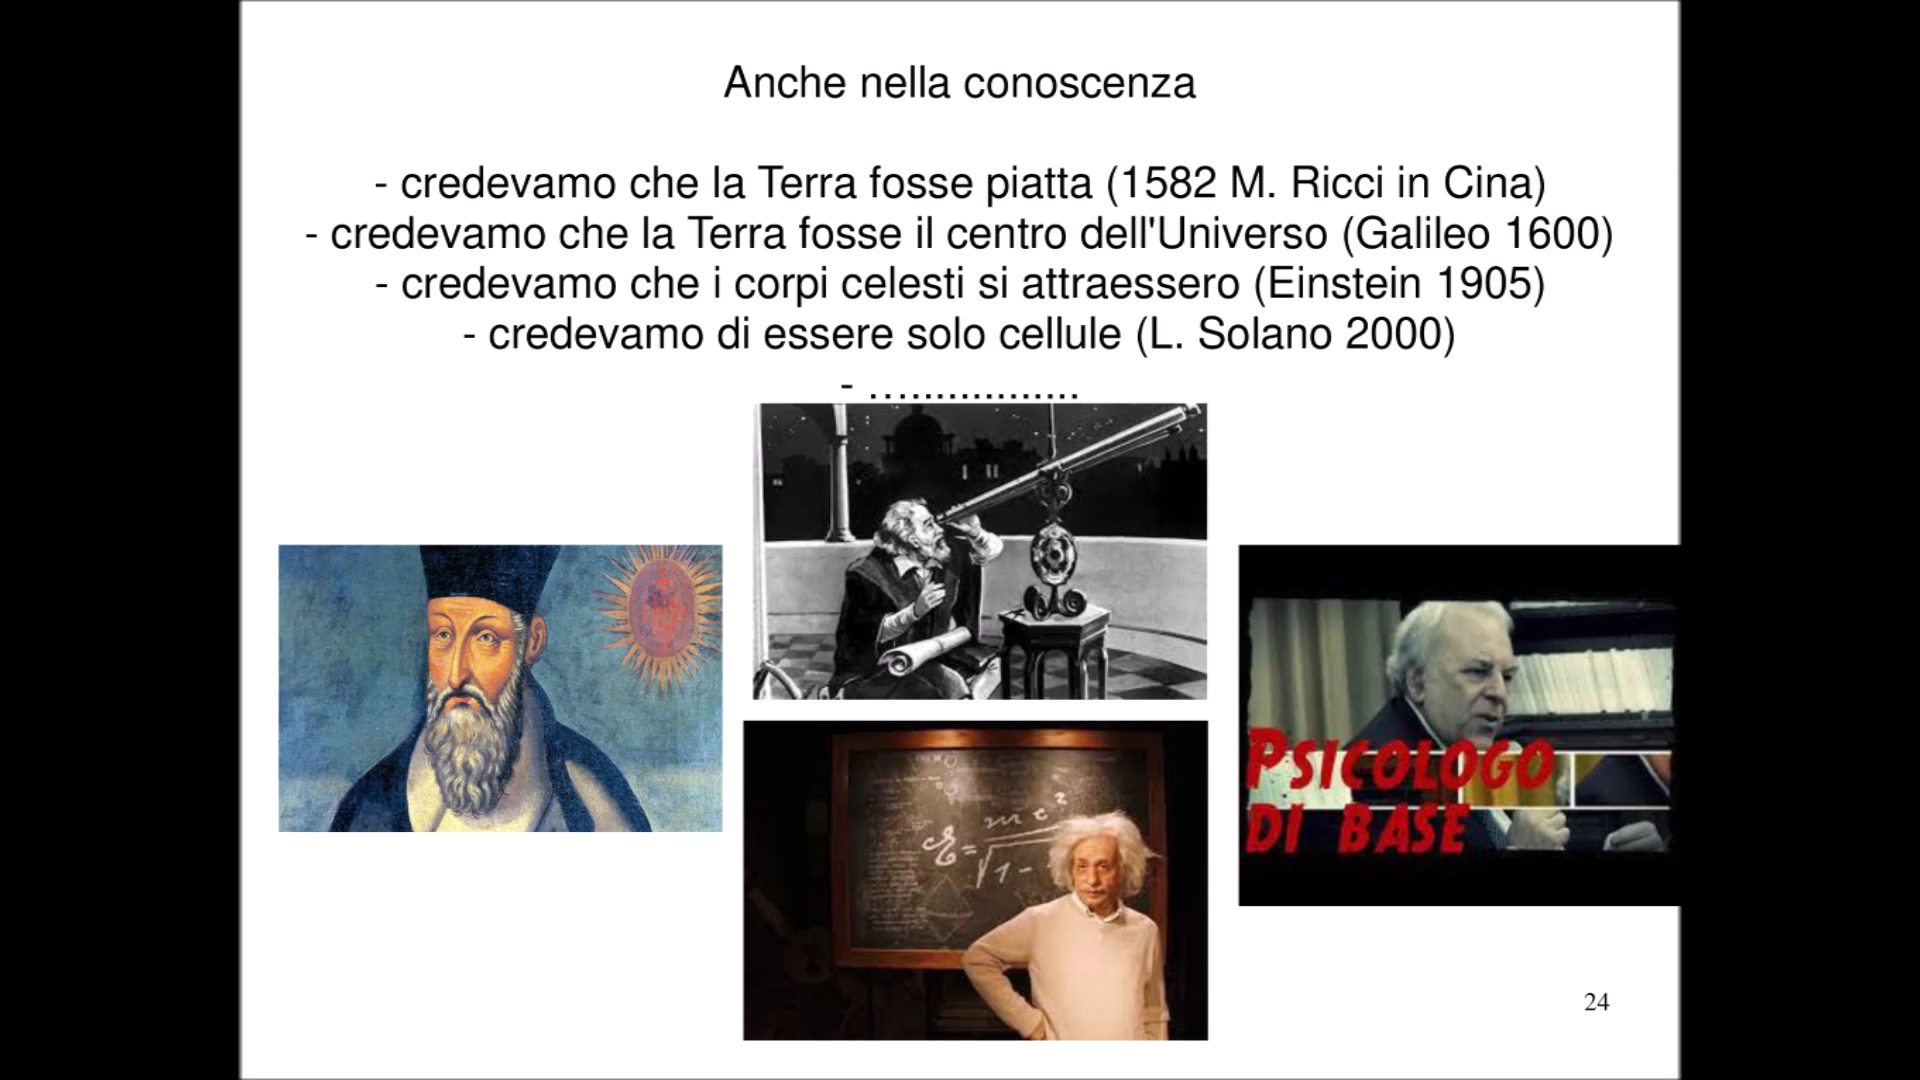 Anche nella conoscenza
- credevamo che la Terra fosse piatta (1582 M. Ricci in Cina)
- credevamo che la Terra fosse il centro dell'Universo (Galileo 1600)
- credevamo che i corpi celesti si attraessero (Einstein 1905)
- credevamo di essere solo cellule (L. Solano 2000)
- ................
PSICOLOGO
DI BASE
24